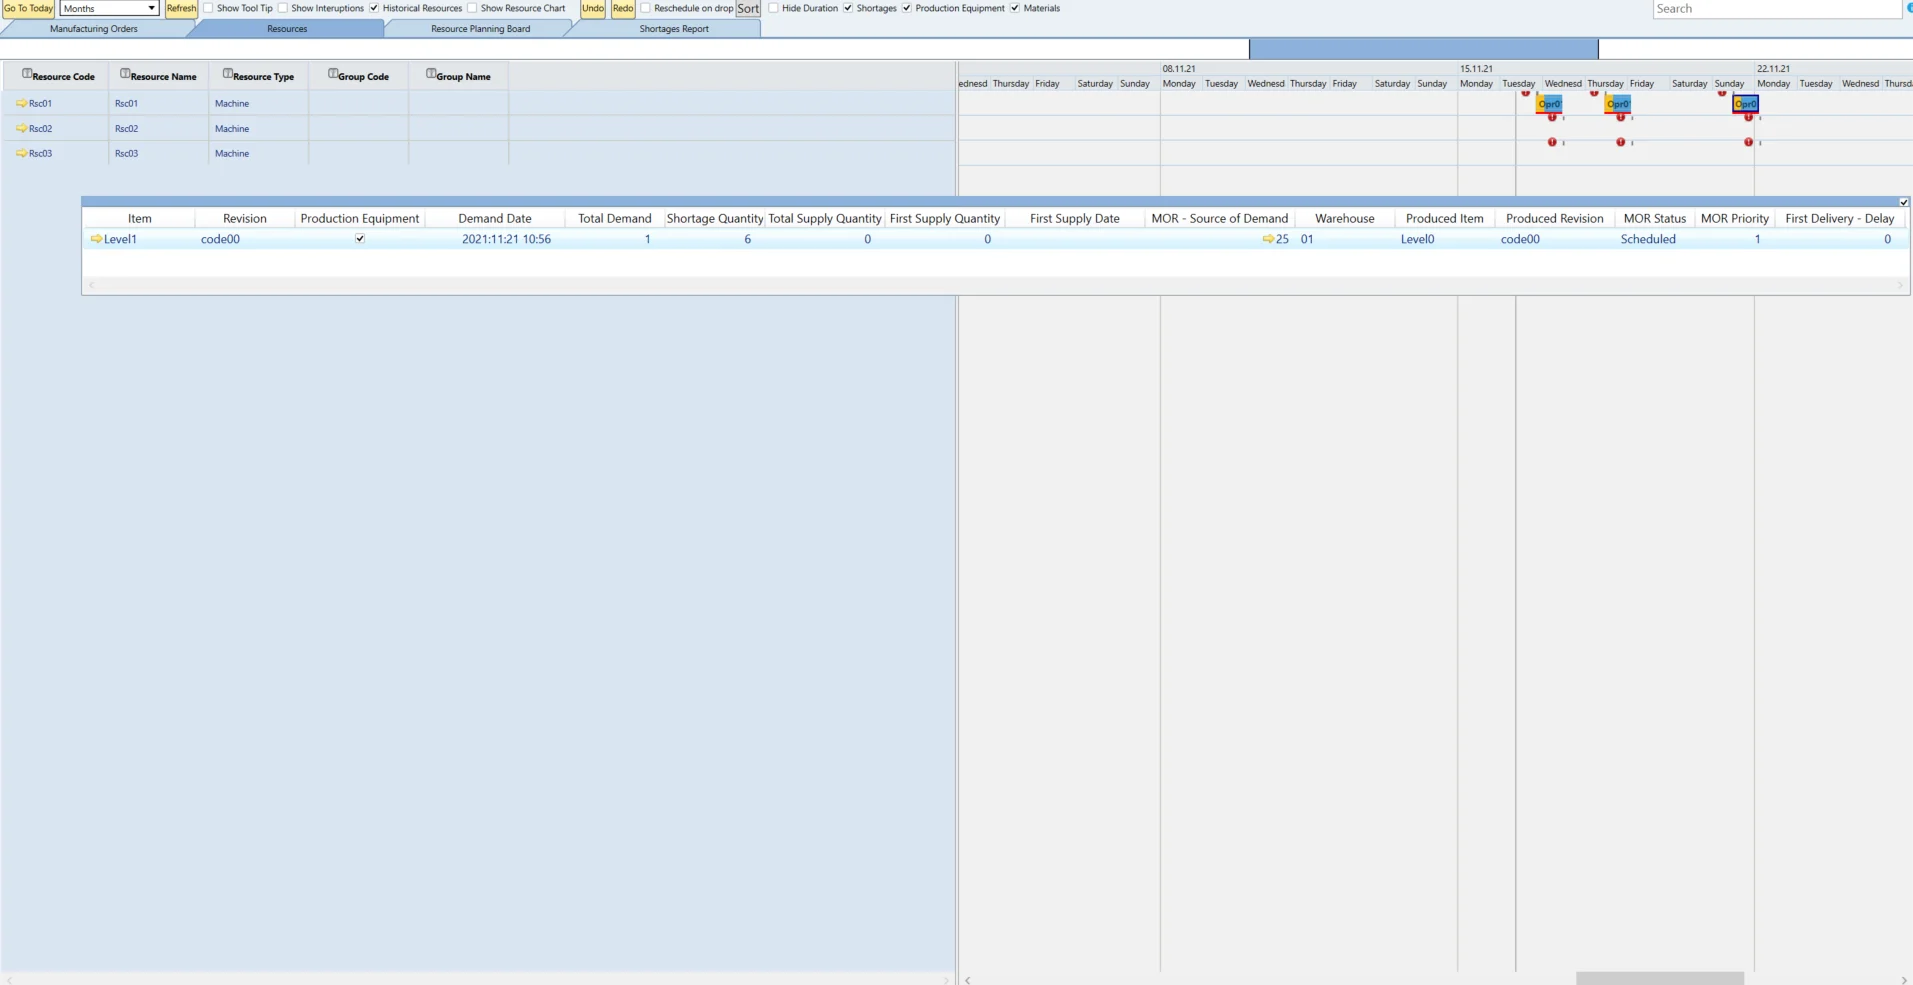 Go To Today Months Refresh Show Tool Tip Show Interuptions Historical Resources Show Resource Chart Undo Redo Reschedule on drop Sort Hide Duration Shortages Production Equipment Materials Search
Manufacturing Orders Resources Resource Planning Board Shortages Report
08.11.21 15.11.21 22.11.21
Resource Code Resource Name Resource Type Group Code Group Name
ednesd Thursday Friday Saturday Sunday Monday Tuesday Wednesd Thursday Friday Saturday Sunday Monday Tuesday Wednesd Thursday Friday Saturday Sunday Monday Tuesday Wednesd Thursd
Rsc01 Rsc01 Machine Opr0 Opr0 Opr0
Rsc02 Rsc02 Machine
Rsc03 Rsc03 Machine
Item Revision Production Equipment Demand Date Total Demand Shortage Quantity Total Supply Quantity First Supply Quantity First Supply Date MOR - Source of Demand Warehouse Produced Item Produced Revision MOR Status MOR Priority First Delivery - Delay
Level1 code00 2021:11:21 10:56 1 6 0 0 25 01 Level0 code00 Scheduled 1 0